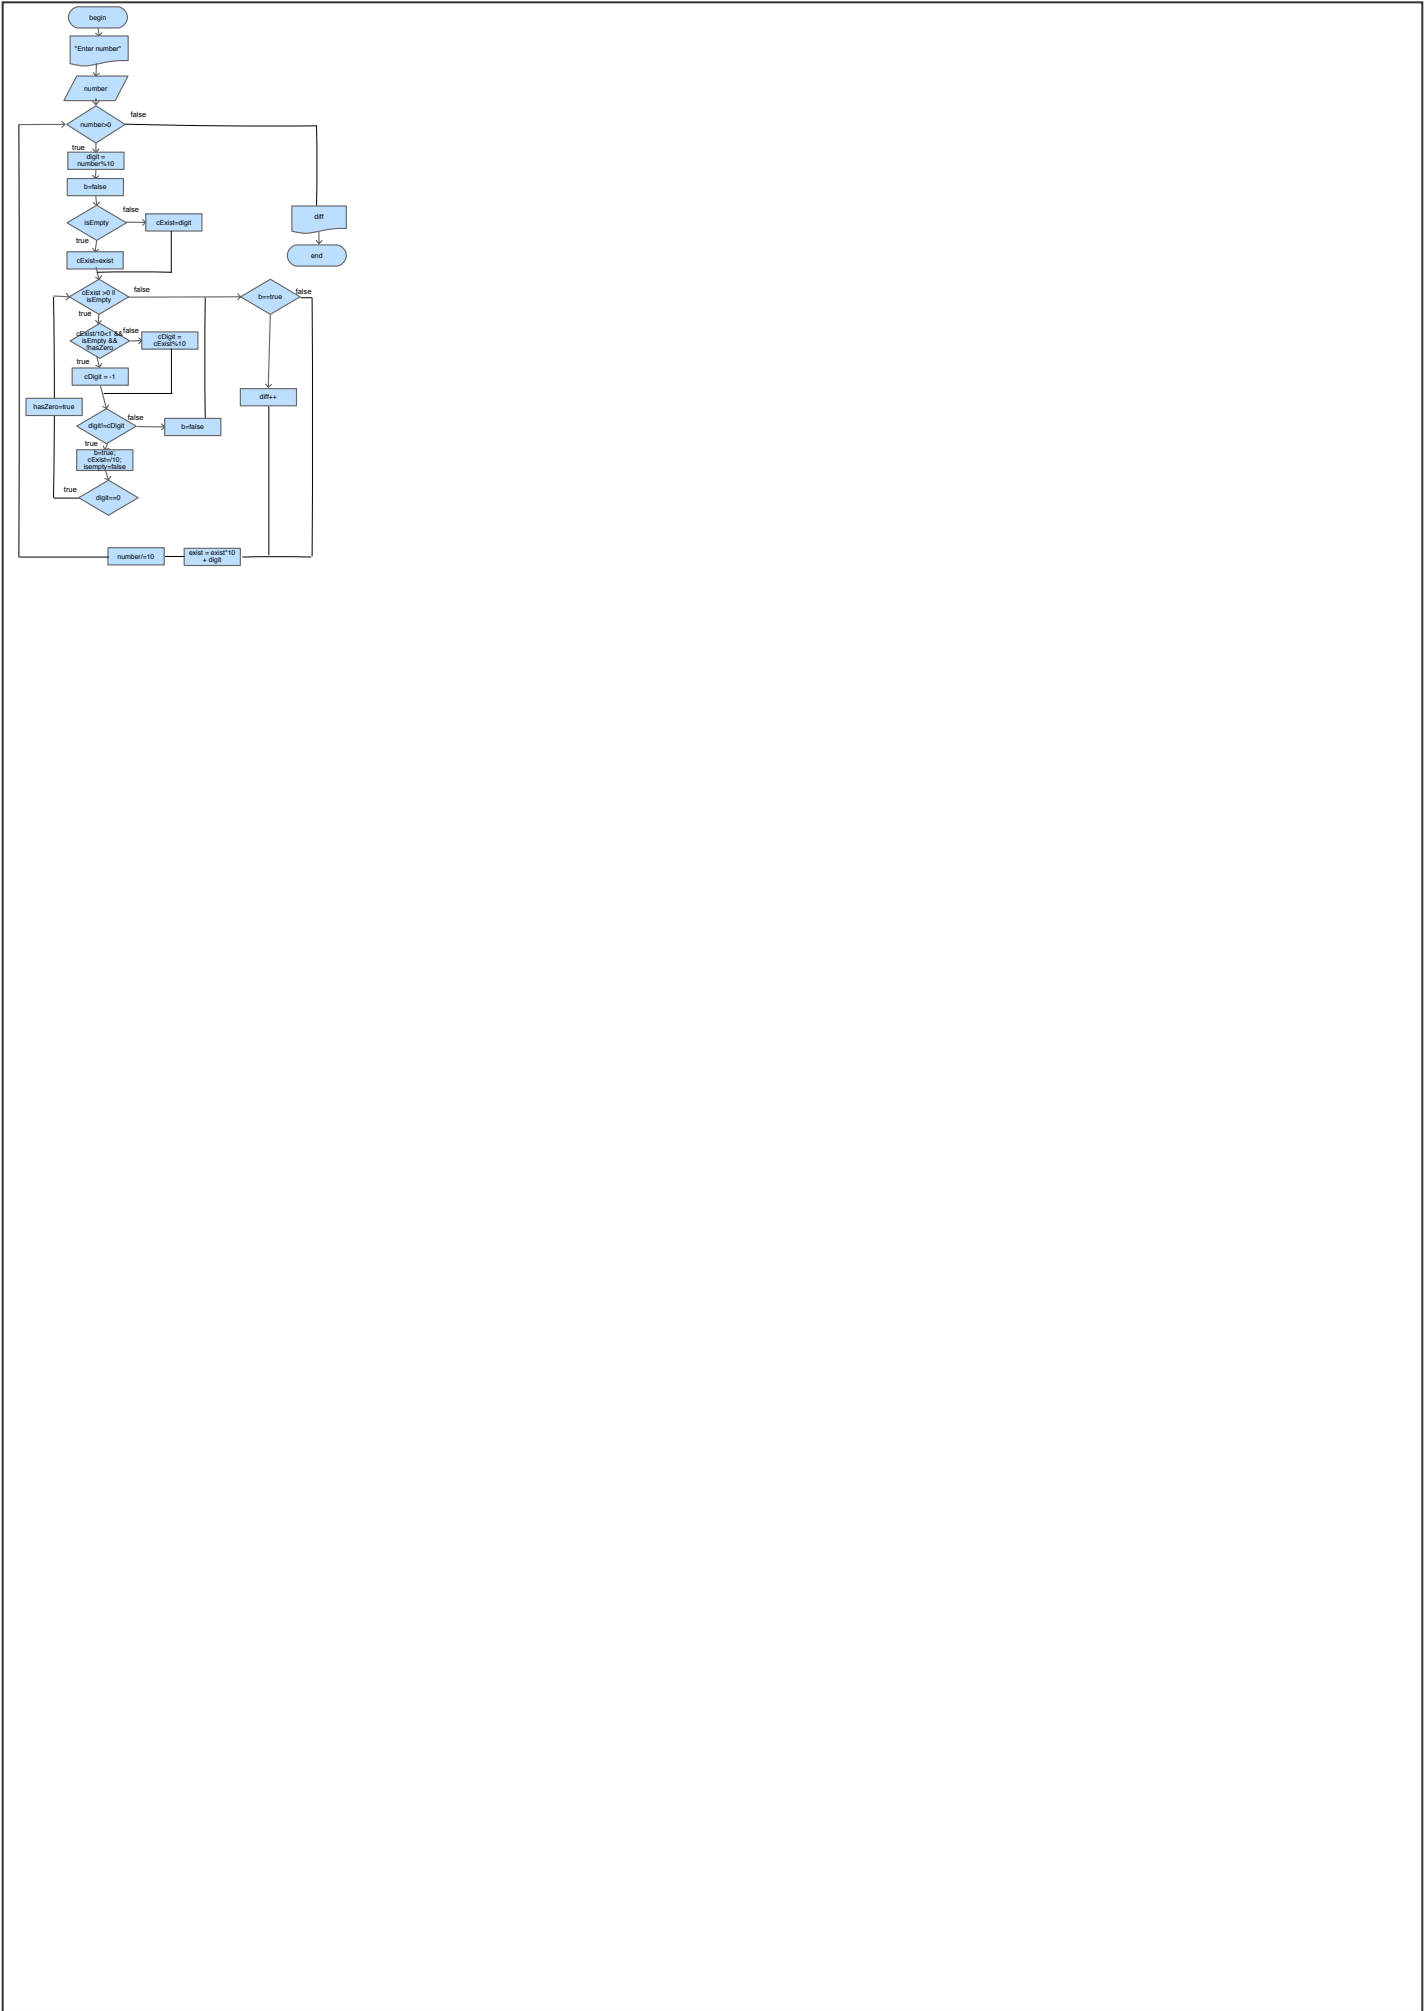 begin
"Enter number"
number
false
number>0
true
digit =
number%10
b=false
false
isEmpty
cExist=digit
diff
true
cExist=exist
end
false
cExist >0 ||
isEmpty
b==true
false
true
false
cExist/10<1 &&
isEmpty &&
!hasZero
cDigit =
cExist%10
true
cDigit = -1
diff++
hasZero=true
false
digit!=cDigit
b=false
true
b=true;
cExist=/10;
isempty=false
true
digit==0
number/=10
exist = exist*10
+ digit